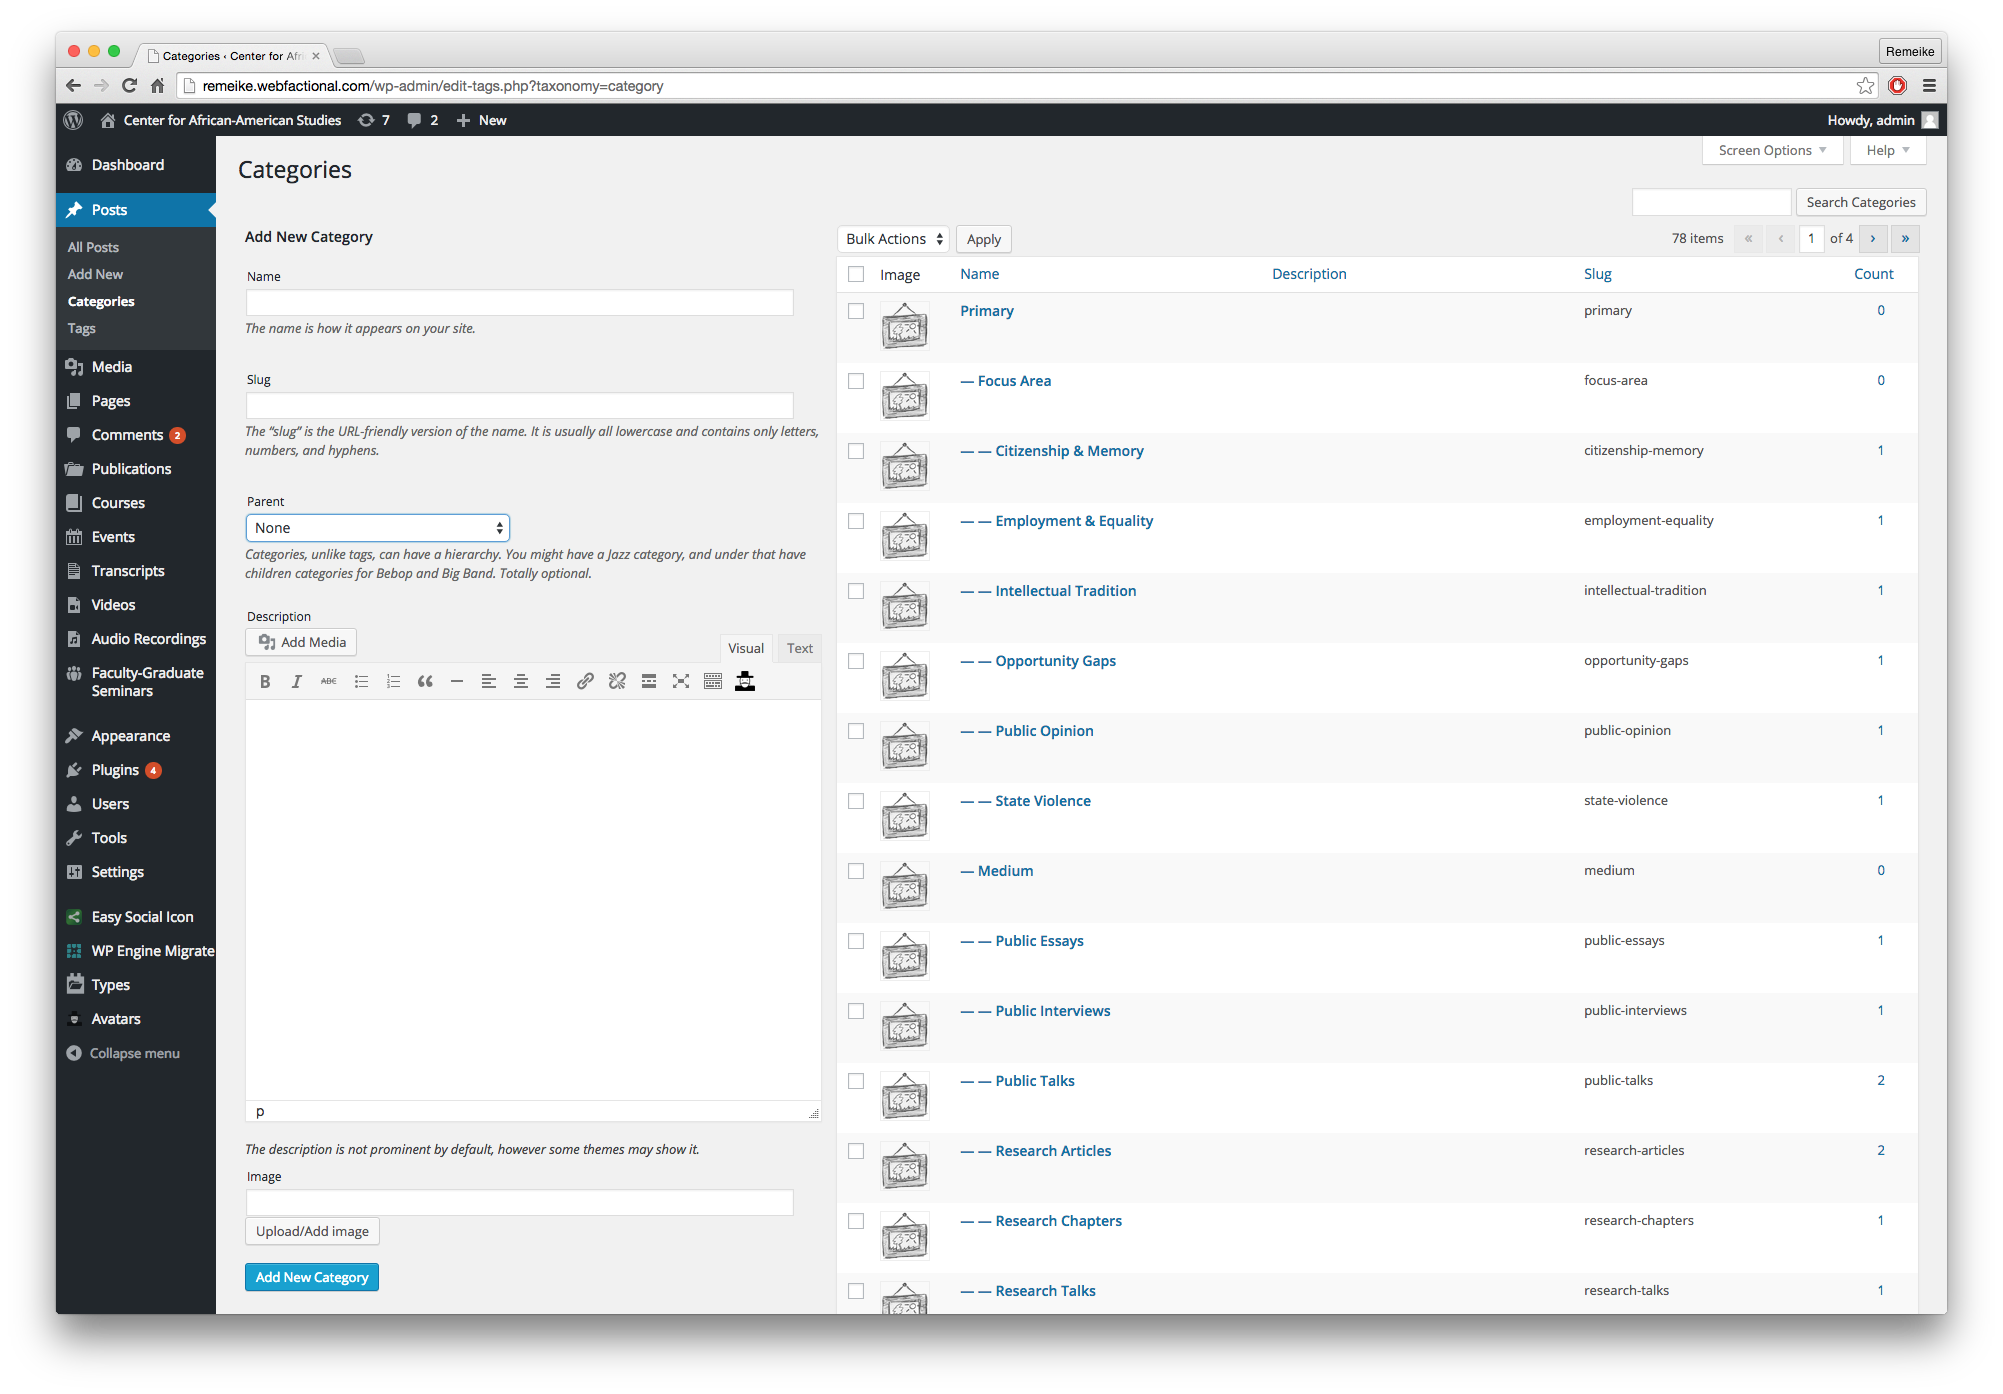 Categories ‹ Center for Afri
Remeike
remeike.webfactional.com/wp-admin/edit-tags.php?taxonomy=category
Center for African-American Studies
7
2
New
Howdy, admin
Dashboard
Posts
All Posts
Add New
Categories
Tags
Media
Pages
Comments 2
Publications
Courses
Events
Transcripts
Videos
Audio Recordings
Faculty-Graduate
Seminars
Appearance
Plugins 4
Users
Tools
Settings
Easy Social Icon
WP Engine Migrate
Types
Avatars
Collapse menu
Categories
Screen Options
Help
Search Categories
Add New Category
Name
The name is how it appears on your site.
Slug
The “slug” is the URL-friendly version of the name. It is usually all lowercase and contains only letters,
numbers, and hyphens.
Parent
None
Categories, unlike tags, can have a hierarchy. You might have a Jazz category, and under that have
children categories for Bebop and Big Band. Totally optional.
Description
Add Media
Visual
Text
B I ABC
p
The description is not prominent by default, however some themes may show it.
Image
Upload/Add image
Add New Category
Bulk Actions
Apply
78 items « ‹ 1 of 4 › »
Image Name Description Slug Count
Primary primary 0
— Focus Area focus-area 0
— — Citizenship & Memory citizenship-memory 1
— — Employment & Equality employment-equality 1
— — Intellectual Tradition intellectual-tradition 1
— — Opportunity Gaps opportunity-gaps 1
— — Public Opinion public-opinion 1
— — State Violence state-violence 1
— Medium medium 0
— — Public Essays public-essays 1
— — Public Interviews public-interviews 1
— — Public Talks public-talks 2
— — Research Articles research-articles 2
— — Research Chapters research-chapters 1
— — Research Talks research-talks 1